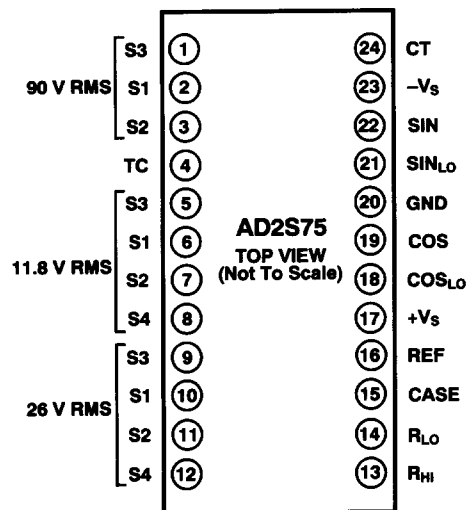 S3 1 24 CT
90 V RMS S1 2 23 –VS
S2 3 22 SIN
TC 4 21 SINLO
S3 5 20 GND
AD2S75
S1 6 19 COS
TOP VIEW
11.8 V RMS
(Not To Scale)
S2 7 18 COSLO
S4 8 17 +VS
S3 9 16 REF
S1 10 15 CASE
26 V RMS
S2 11 14 RLO
S4 12 13 RHI